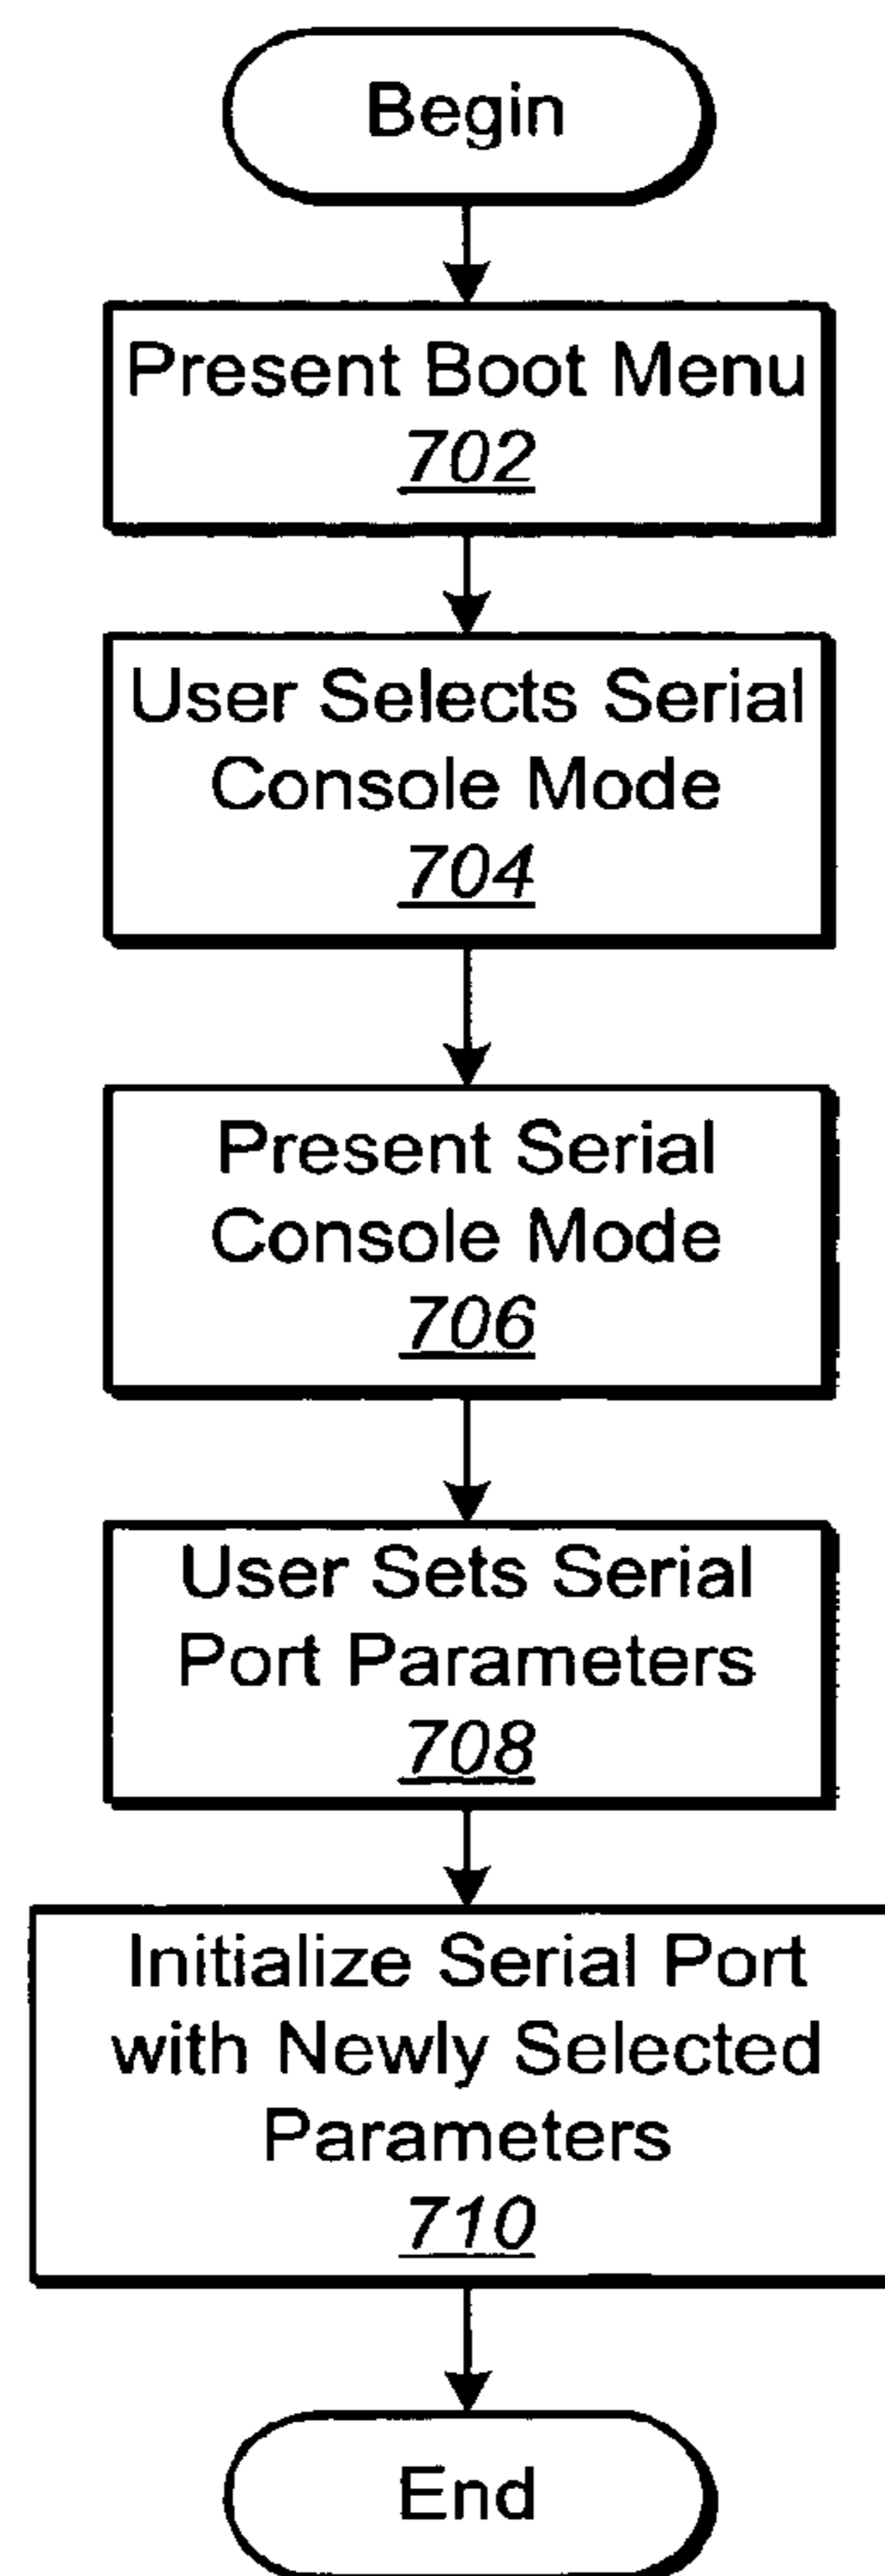 Begin
Present Boot Menu
702
User Selects Serial
Console Mode
704
Present Serial
Console Mode
706
User Sets Serial
Port Parameters
708
Initialize Serial Port
with Newly Selected
Parameters
710
End